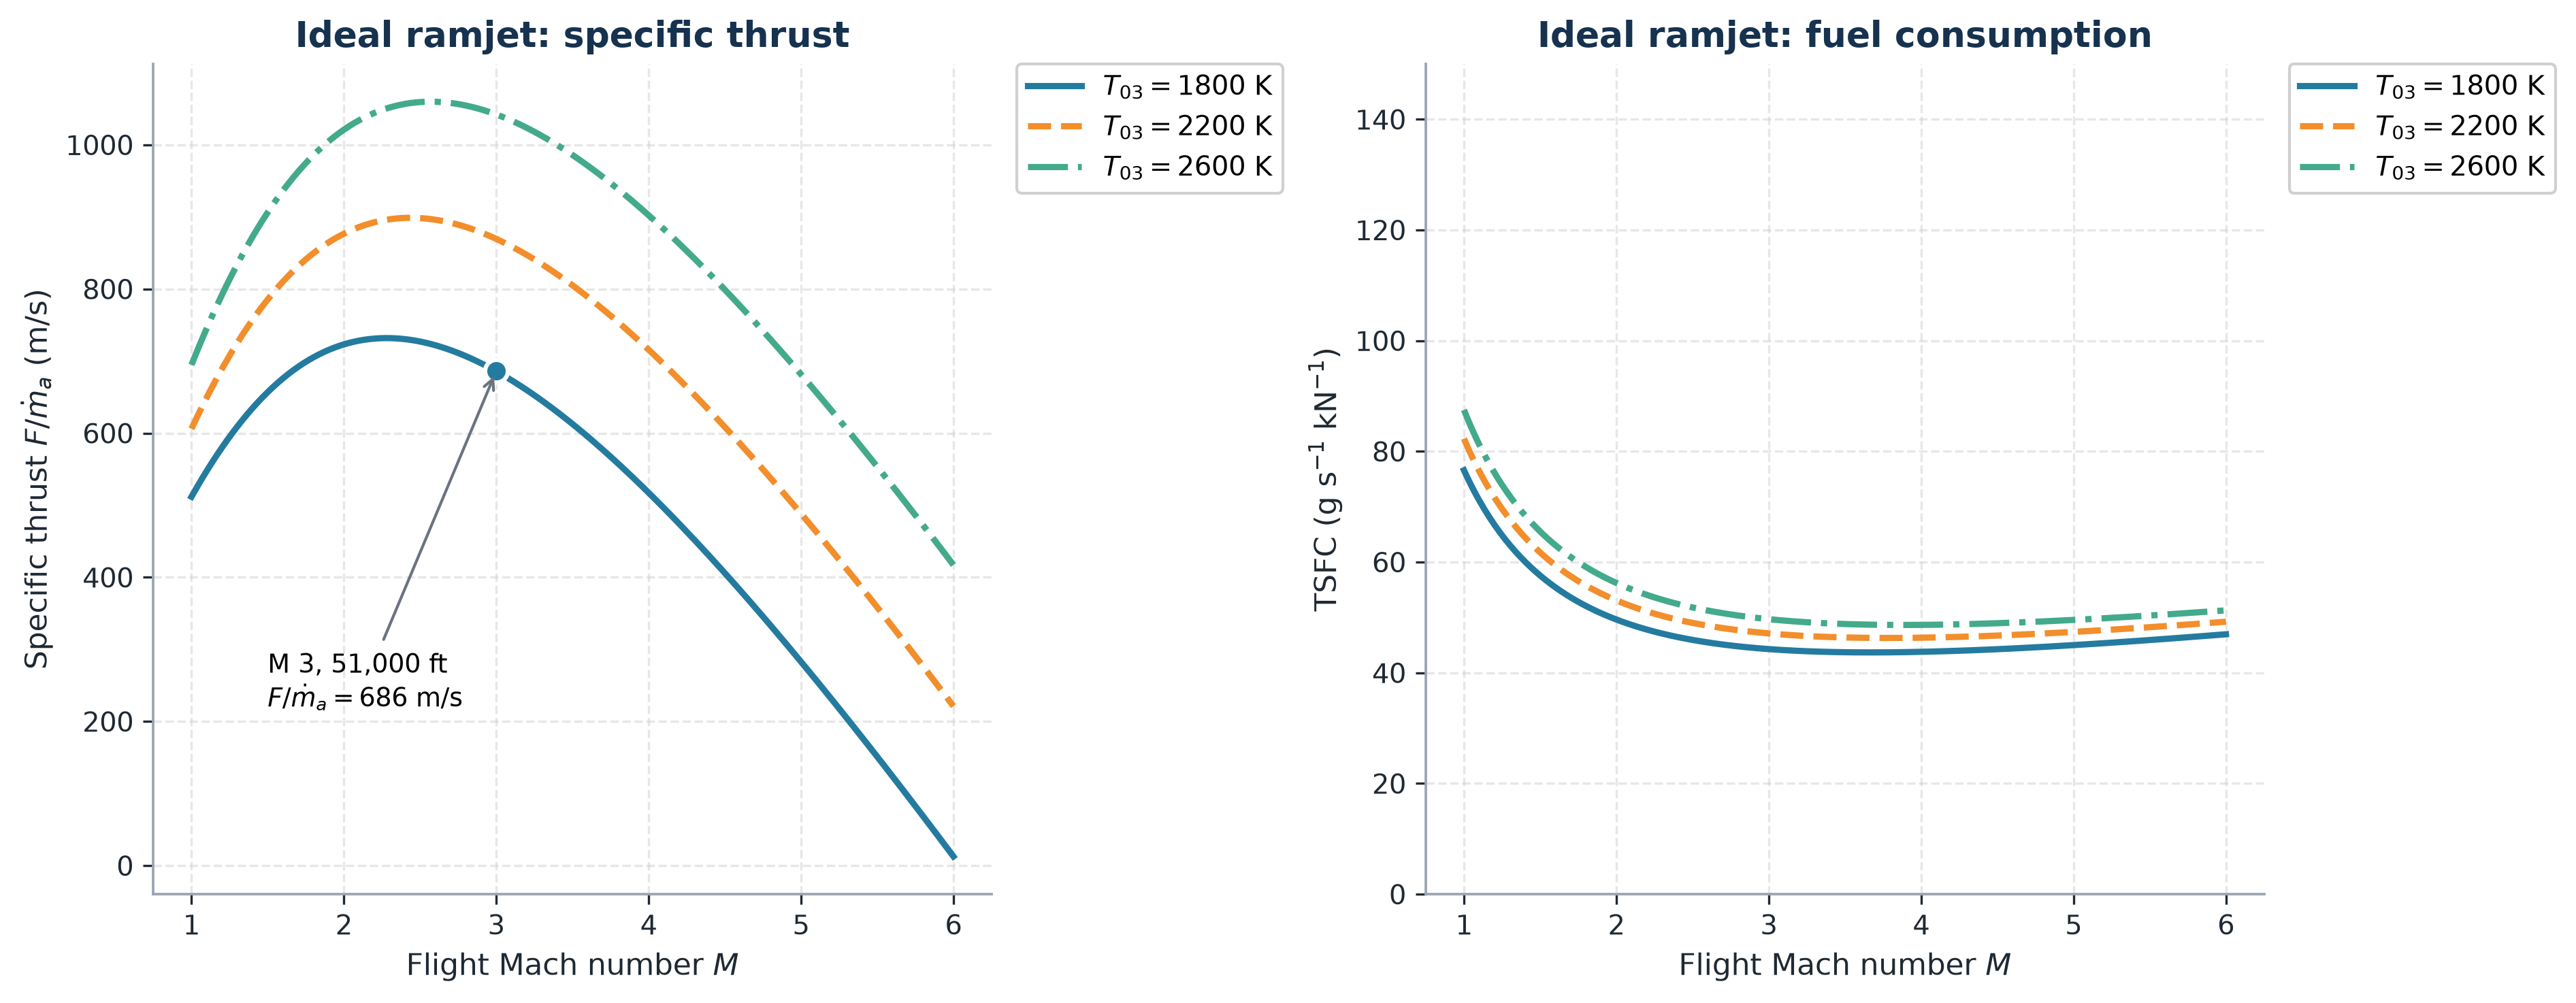 Ideal ramjet: specific thrust
Specific thrust F/ṁₐ (m/s)
1000
800
600
400
200
0
M 3, 51,000 ft
F/ṁₐ = 686 m/s
1 2 3 4 5 6
Flight Mach number M
T₀₃ = 1800 K
T₀₃ = 2200 K
T₀₃ = 2600 K
Ideal ramjet: fuel consumption
TSFC (g s⁻¹ kN⁻¹)
140
120
100
80
60
40
20
0
1 2 3 4 5 6
Flight Mach number M
T₀₃ = 1800 K
T₀₃ = 2200 K
T₀₃ = 2600 K